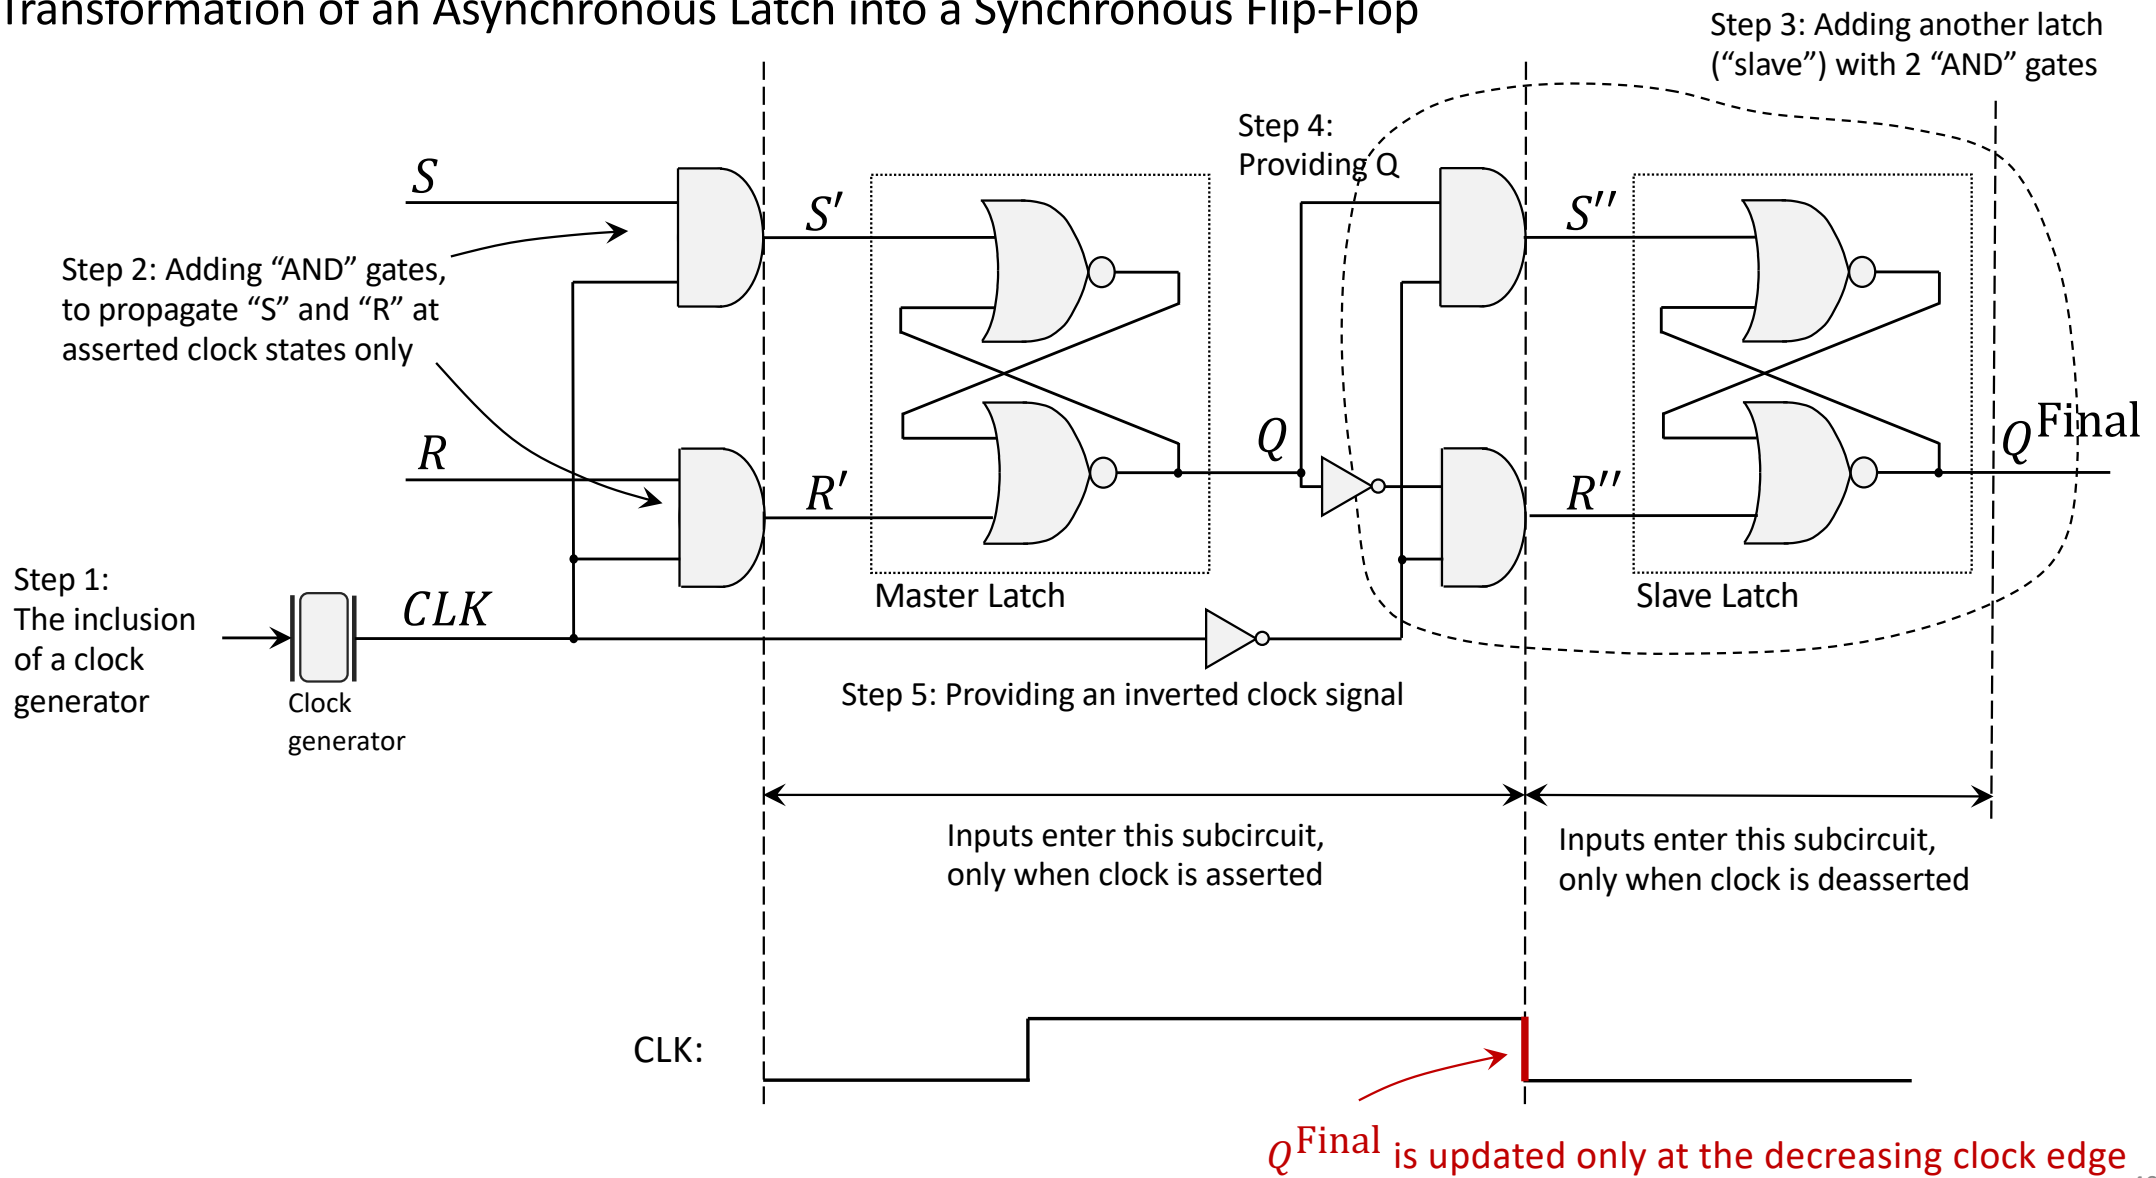 Transformation of an Asynchronous Latch into a Synchronous Flip-Flop
Step 3: Adding another latch
(“slave”) with 2 “AND” gates
Step 4:
Providing Q
S
S′
S′′
Step 2: Adding “AND” gates,
to propagate “S” and “R” at
asserted clock states only
R
R′
Q
R′′
Q^Final
Master Latch
Slave Latch
Step 1:
The inclusion
of a clock
generator
CLK
Clock
generator
Step 5: Providing an inverted clock signal
Inputs enter this subcircuit,
only when clock is asserted
Inputs enter this subcircuit,
only when clock is deasserted
CLK:
Q^Final is updated only at the decreasing clock edge